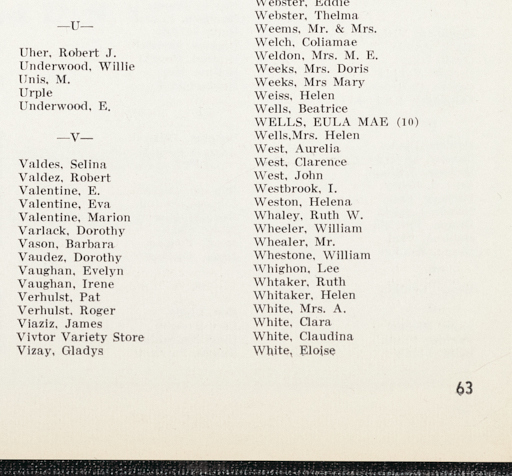 —U—
Uher, Robert J.
Underwood, Willie
Unis, M.
Urple
Underwood, E.
—V—
Valdes, Selina
Valdez, Robert
Valentine, E.
Valentine, Eva
Valentine, Marion
Varlack, Dorothy
Vason, Barbara
Vaudez, Dorothy
Vaughan, Evelyn
Vaughan, Irene
Verhulst, Pat
Verhulst, Roger
Viaziz, James
Vivtor Variety Store
Vizay, Gladys
Webster, Eddie
Webster, Thelma
Weems, Mr. & Mrs.
Welch, Coliamae
Weldon, Mrs. M. E.
Weeks, Mrs. Doris
Weeks, Mrs Mary
Weiss, Helen
Wells, Beatrice
WELLS, EULA MAE (10)
Wells,Mrs. Helen
West, Aurelia
West, Clarence
West, John
Westbrook, I.
Weston, Helena
Whaley, Ruth W.
Wheeler, William
Whealer, Mr.
Whestone, William
Whighon, Lee
Whtaker, Ruth
Whitaker, Helen
White, Mrs. A.
White, Clara
White, Claudina
White, Eloise
63